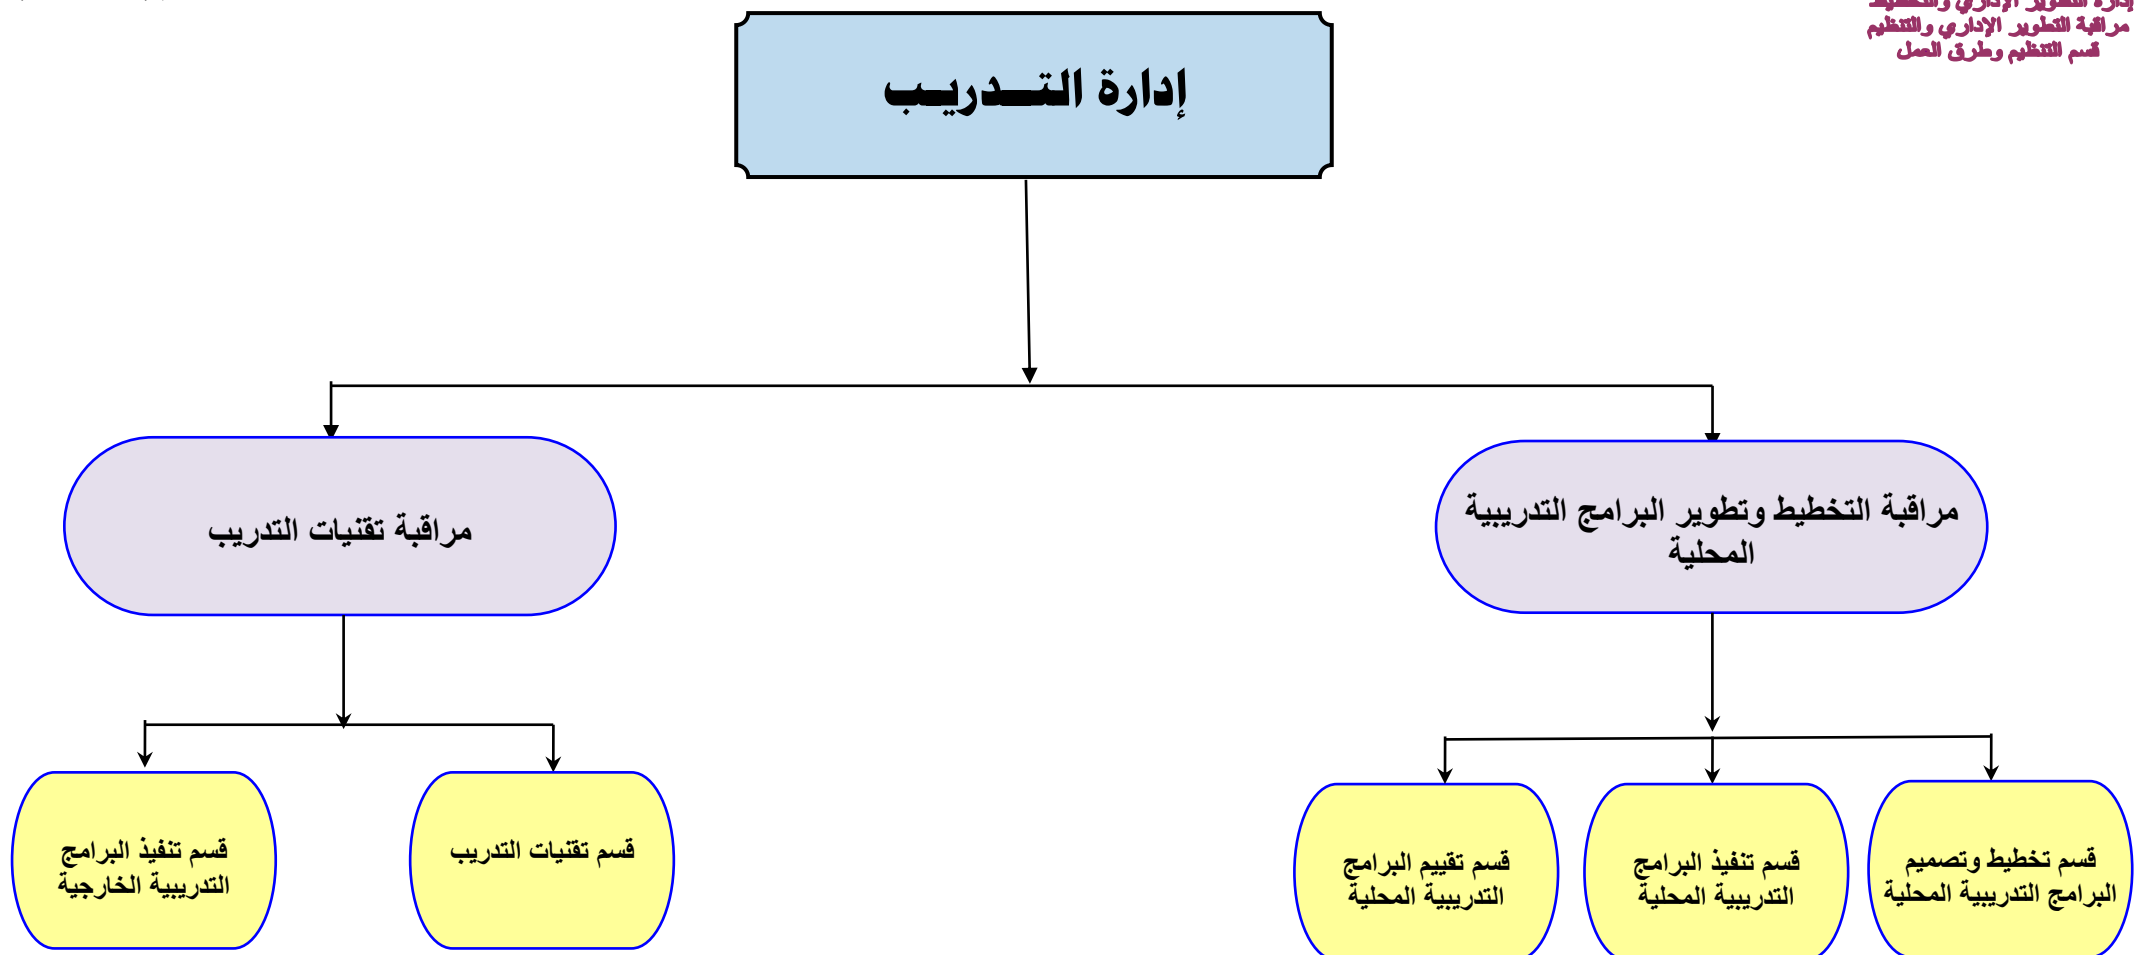 إدارة التطوير الإداري والتخطيط
مراقبة التطوير الإداري والتنظيم
قسم التنظيم وطرق العمل
إدارة التـــدريــب
مراقبة التخطيط وتطوير البرامج التدريبية
المحلية
مراقبة تقنيات التدريب
قسم تخطيط وتصميم
البرامج التدريبية المحلية
قسم تنفيذ البرامج
التدريبية المحلية
قسم تقييم البرامج
التدريبية المحلية
قسم تقنيات التدريب
قسم تنفيذ البرامج
التدريبية الخارجية